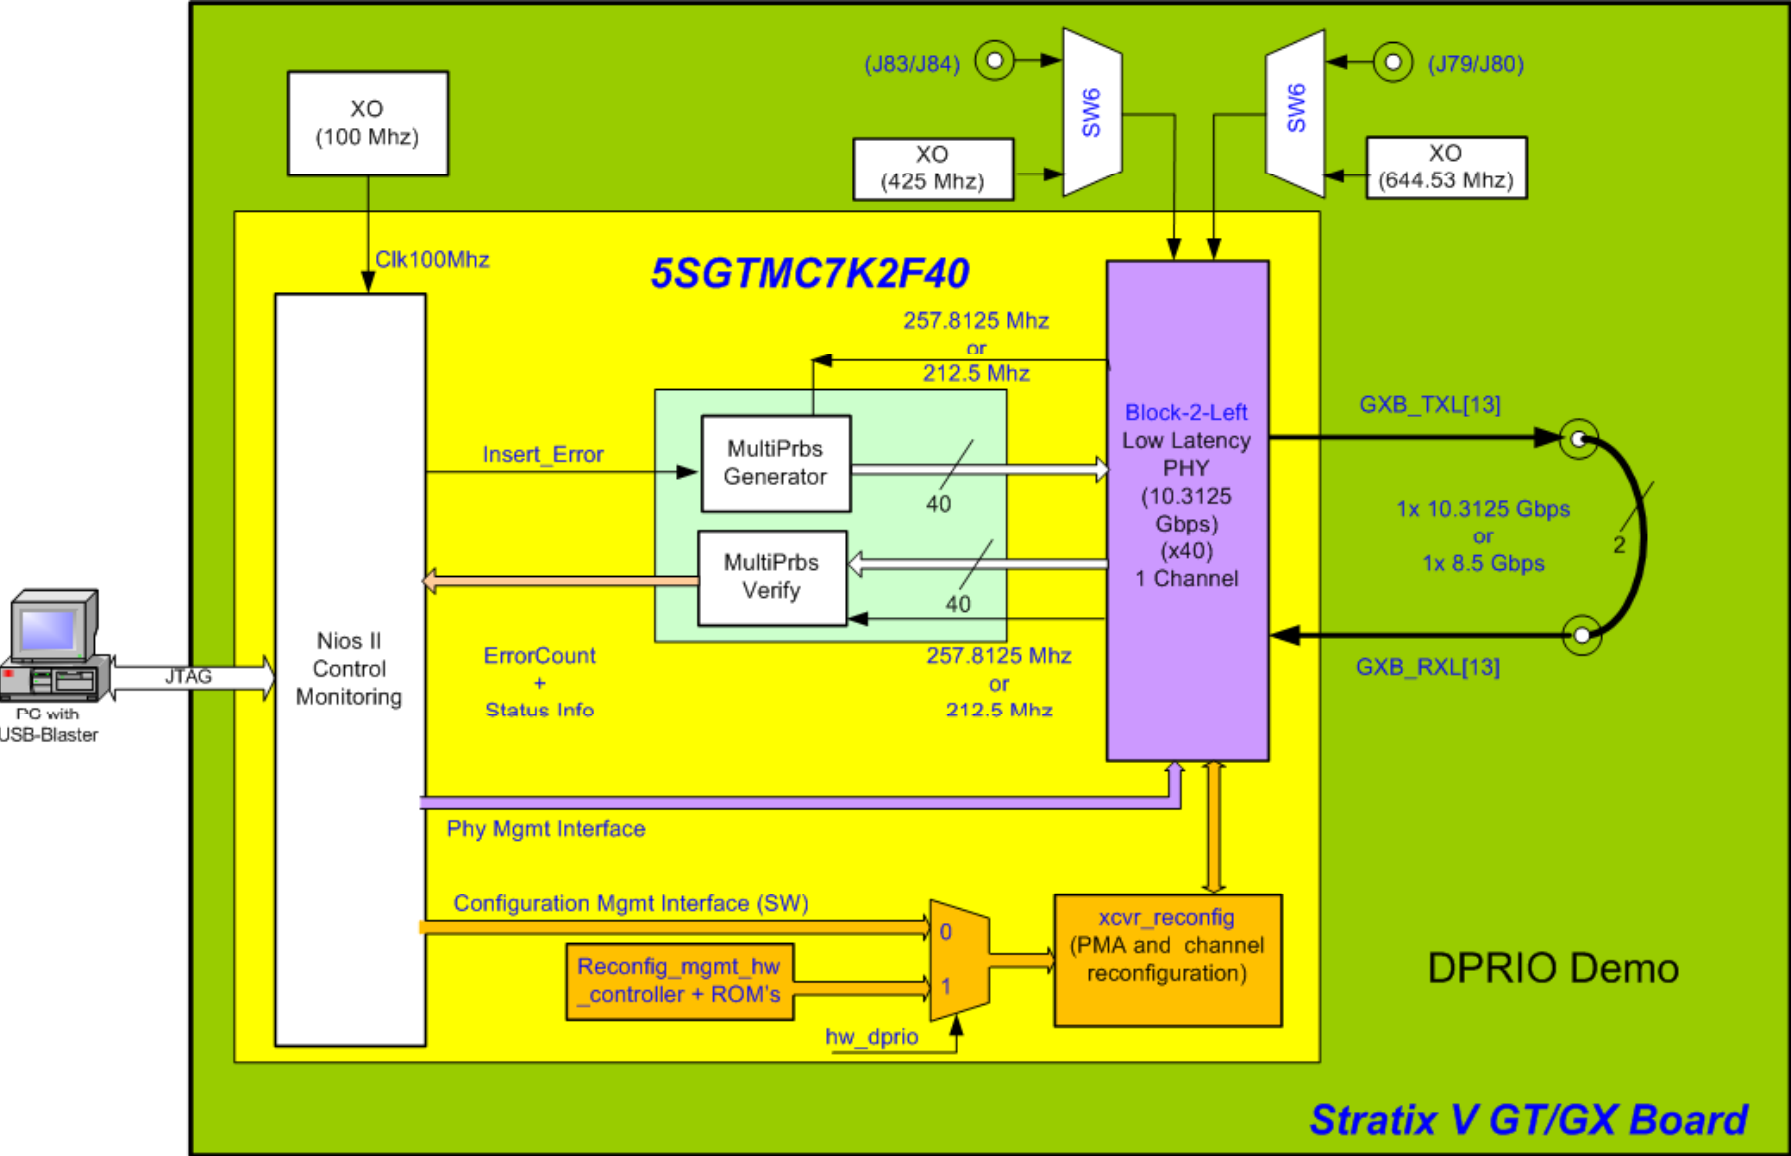 (J83/J84)
(J79/J80)
XO
(100 Mhz)
SW6
SW6
XO
(425 Mhz)
XO
(644.53 Mhz)
Clk100Mhz
5SGTMC7K2F40
257.8125 Mhz
or
212.5 Mhz
Block-2-Left
Low Latency
PHY
(10.3125
Gbps)
(x40)
1 Channel
GXB_TXL[13]
Insert_Error
MultiPrbs
Generator
40
1x 10.3125 Gbps
or
1x 8.5 Gbps
2
MultiPrbs
Verify
40
Nios II
Control
Monitoring
ErrorCount
+
Status Info
257.8125 Mhz
or
212.5 Mhz
GXB_RXL[13]
JTAG
PC with
USB-Blaster
Phy Mgmt Interface
Configuration Mgmt Interface (SW)
0
1
Reconfig_mgmt_hw
_controller + ROM's
hw_dprio
xcvr_reconfig
(PMA and channel
reconfiguration)
DPRIO Demo
Stratix V GT/GX Board